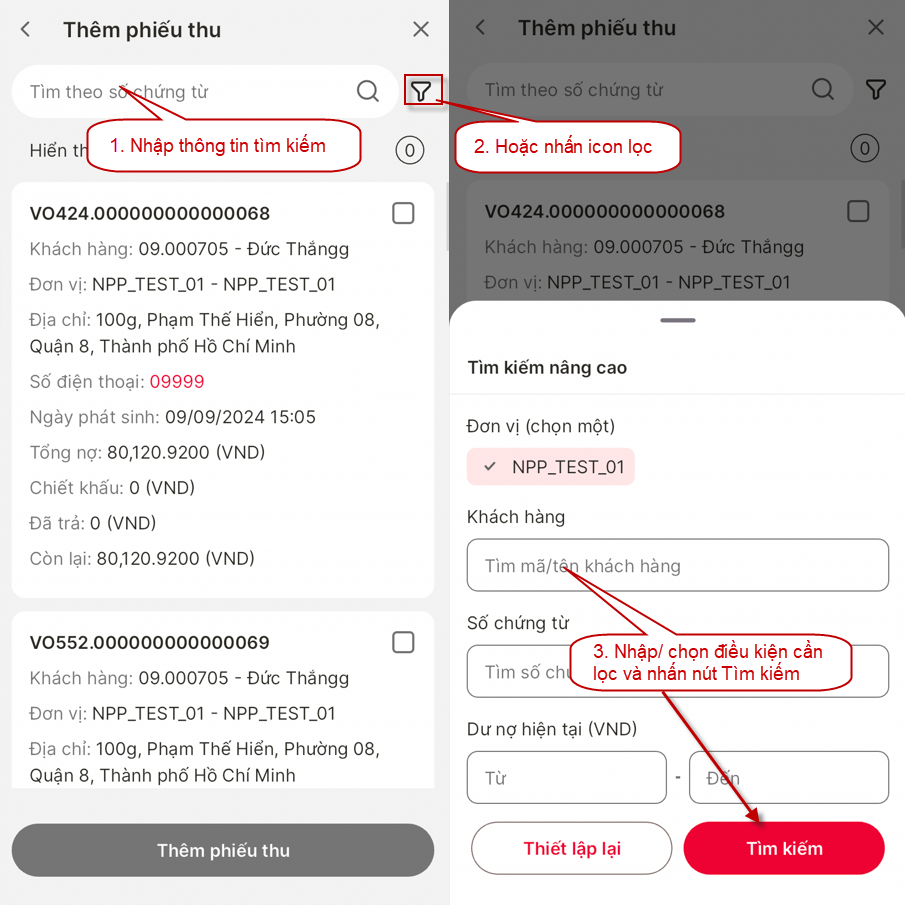 Thêm phiếu thu
Tìm theo số chứng từ
1. Nhập thông tin tìm kiếm
Hiển
0
VO424.000000000000068
Khách hàng: 09.000705 - Đức Thắngg
Đơn vị: NPP_TEST_01 - NPP_TEST_01
Địa chỉ: 100g, Phạm Thế Hiển, Phường 08,
Quận 8, Thành phố Hồ Chí Minh
Số điện thoại: 09999
Ngày phát sinh: 09/09/2024 15:05
Tổng nợ: 80,120.9200 (VND)
Chiết khấu: 0 (VND)
Đã trả: 0 (VND)
Còn lại: 80,120.9200 (VND)
VO552.000000000000069
Khách hàng: 09.000705 - Đức Thắngg
Đơn vị: NPP_TEST_01 - NPP_TEST_01
Địa chỉ: 100g, Phạm Thế Hiển, Phường 08,
Quận 8, Thành phố Hồ Chí Minh
Thêm phiếu thu
Thêm phiếu thu
Tìm theo số chứng từ
2. Hoặc nhấn icon lọc
0
VO424.000000000000068
Khách hàng: 09.000705 - Đức Thắngg
Đơn vị: NPP_TEST_01 - NPP_TEST_01
Tìm kiếm nâng cao
Đơn vị (chọn một)
NPP_TEST_01
Khách hàng
Tìm mã/tên khách hàng
Số chứng từ
3. Nhập/ chọn điều kiện cần
lọc và nhấn nút Tìm kiếm
Tìm số
Dư nợ hiện tại (VND)
Từ
-
Đến
Thiết lập lại
Tìm kiếm